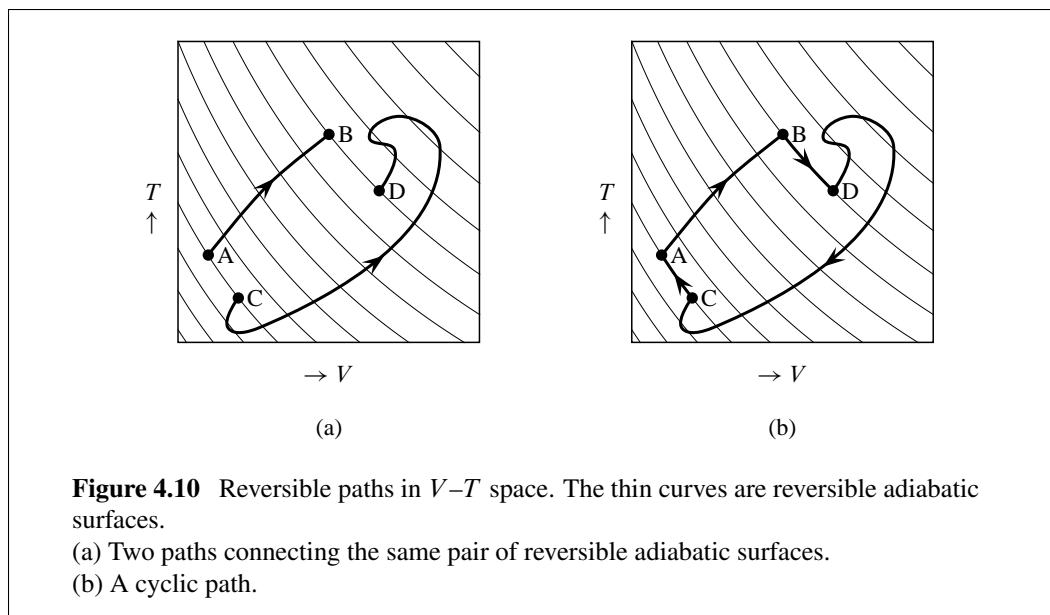 B
D
A
C
T
↑
→ V
(a)
B
D
A
C
T
↑
→ V
(b)
Figure 4.10 Reversible paths in V–T space. The thin curves are reversible adiabatic
surfaces.
(a) Two paths connecting the same pair of reversible adiabatic surfaces.
(b) A cyclic path.